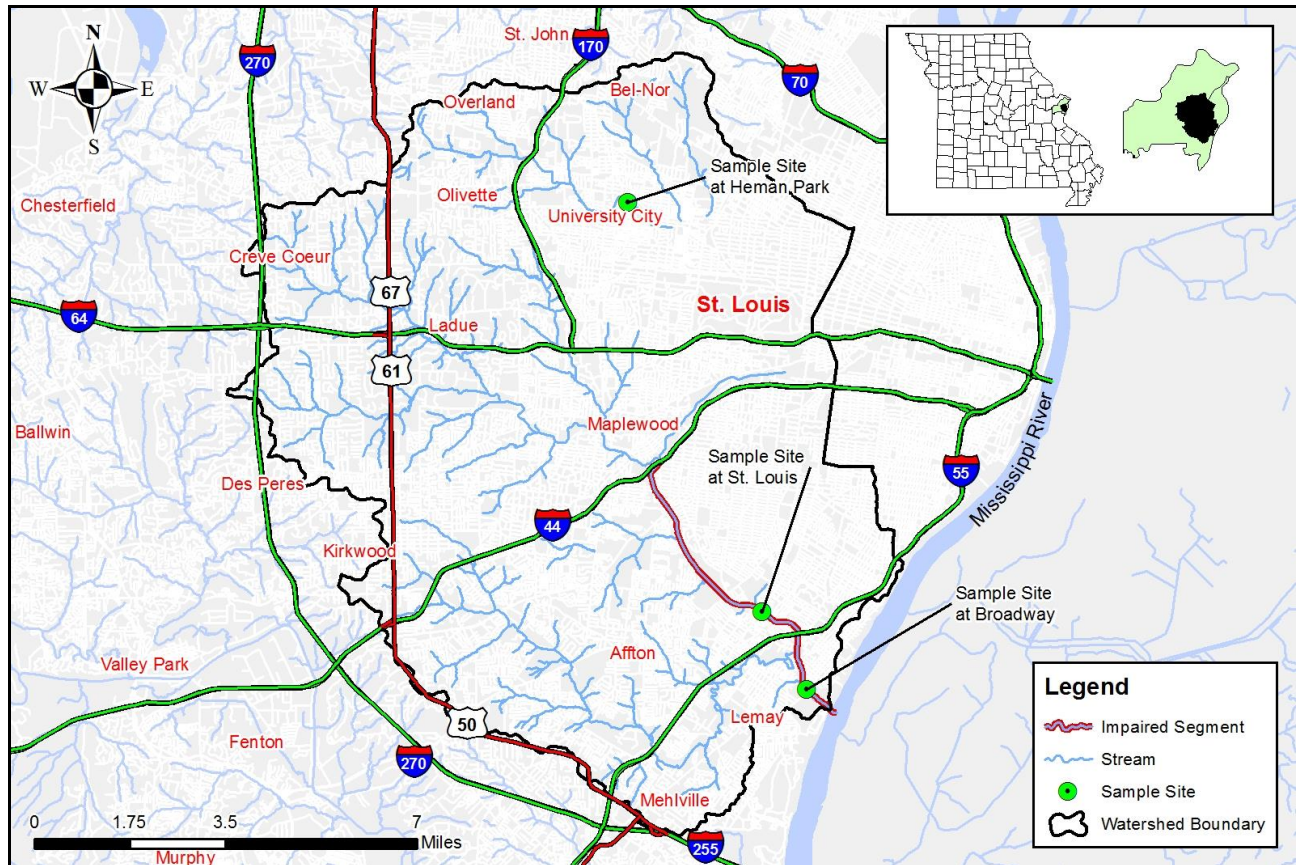 N
W E
S
270
St. John
170
70
Overland
Bel-Nor
Sample Site
at Heman Park
Olivette
University City
Chesterfield
Creve Coeur
67
St. Louis
64
Ladue
61
Maplewood
Ballwin
Sample Site
at St. Louis
55
Mississippi River
Des Peres
44
Kirkwood
Sample Site
at Broadway
Affton
Valley Park
Lemay
50
Fenton
270
Mehlville
255
0 1.75 3.5 7
Miles
Murphy
Legend
Impaired Segment
Stream
Sample Site
Watershed Boundary